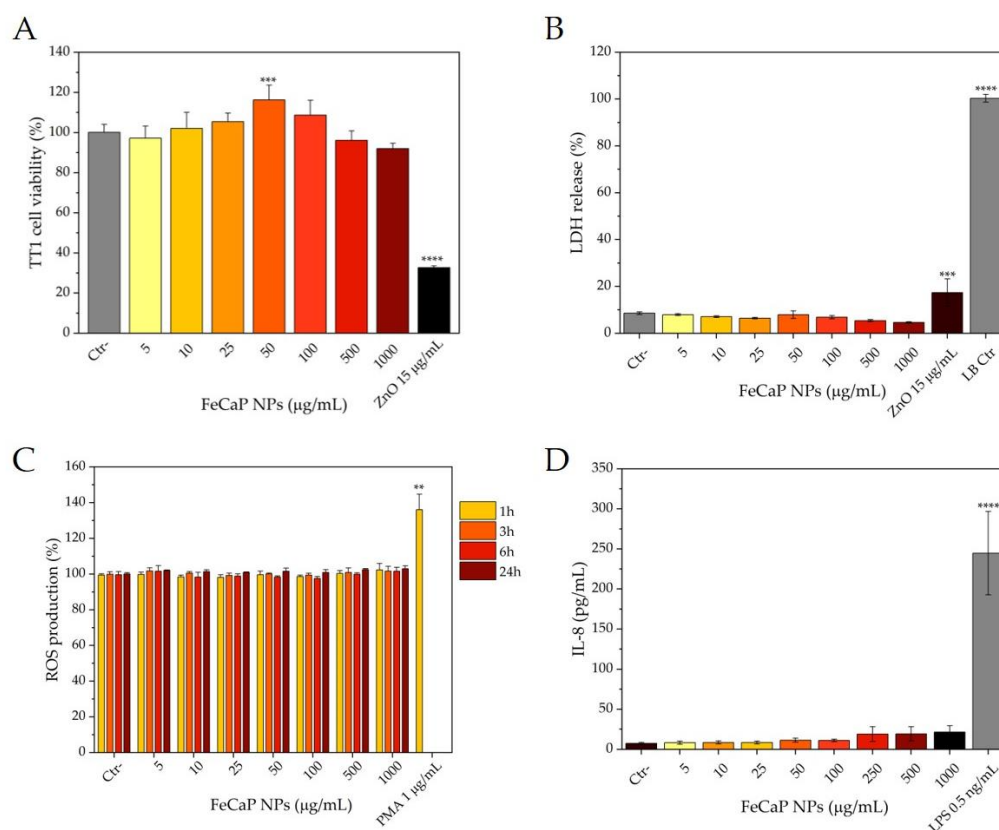 A
TT1 cell viability (%)
140
120
100
80
60
40
20
0
***
****
Ctr-
5
10
25
50
100
500
1000
ZnO 15 µg/mL
FeCaP NPs (µg/mL)
B
LDH release (%)
120
100
80
60
40
20
10
0
***
****
Ctr-
5
10
25
50
100
500
1000
ZnO 15 µg/mL
LB Ctr
FeCaP NPs (µg/mL)
C
ROS production (%)
160
140
120
100
80
60
40
20
0
**
1h
3h
6h
24h
Ctr-
5
10
25
50
100
500
1000
PMA 1 µg/mL
FeCaP NPs (µg/mL)
D
IL-8 (pg/mL)
350
300
250
200
150
100
50
25
0
****
Ctr-
5
10
25
50
100
250
500
1000
LPS 0.5 ng/mL
FeCaP NPs (µg/mL)